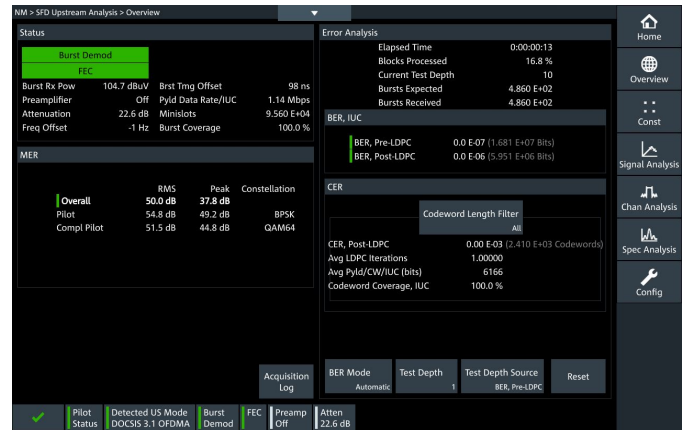 NM > SFD Upstream Analysis > Overview
Status
Burst Demod
FEC
Burst Rx Pow 104.7 dBuV Brst Tmg Offset 98 ns
Preamplifier Off Pyld Data Rate/IUC 1.14 Mbps
Attenuation 22.6 dB Minislots 9.560 E+04
Freq Offset -1 Hz Burst Coverage 100.0 %
MER
RMS Peak Constellation
Overall 50.0 dB 37.8 dB
Pilot 54.8 dB 49.2 dB BPSK
Compl Pilot 51.5 dB 44.8 dB QAM64
Acquisition
Log
Error Analysis
Elapsed Time 0:00:00:13
Blocks Processed 16.8 %
Current Test Depth 10
Bursts Expected 4.860 E+02
Bursts Received 4.860 E+02
BER, IUC
BER, Pre-LDPC 0.0 E-07 (1.681 E+07 Bits)
BER, Post-LDPC 0.0 E-06 (5.951 E+06 Bits)
CER
Codeword Length Filter
All
CER, Post-LDPC 0.00 E-03 (2.410 E+03 Codewords)
Avg LDPC Iterations 1.00000
Avg Pyld/CW/IUC (bits) 6166
Codeword Coverage, IUC 100.0 %
BER Mode
Automatic
Test Depth
1
Test Depth Source
BER, Pre-LDPC
Reset
Home
Overview
Const
Signal Analysis
Chan Analysis
Spec Analysis
Config
Pilot
Status
Detected US Mode
DOCSIS 3.1 OFDMA
Burst
Demod
FEC
Preamp
Off
Atten
22.6 dB